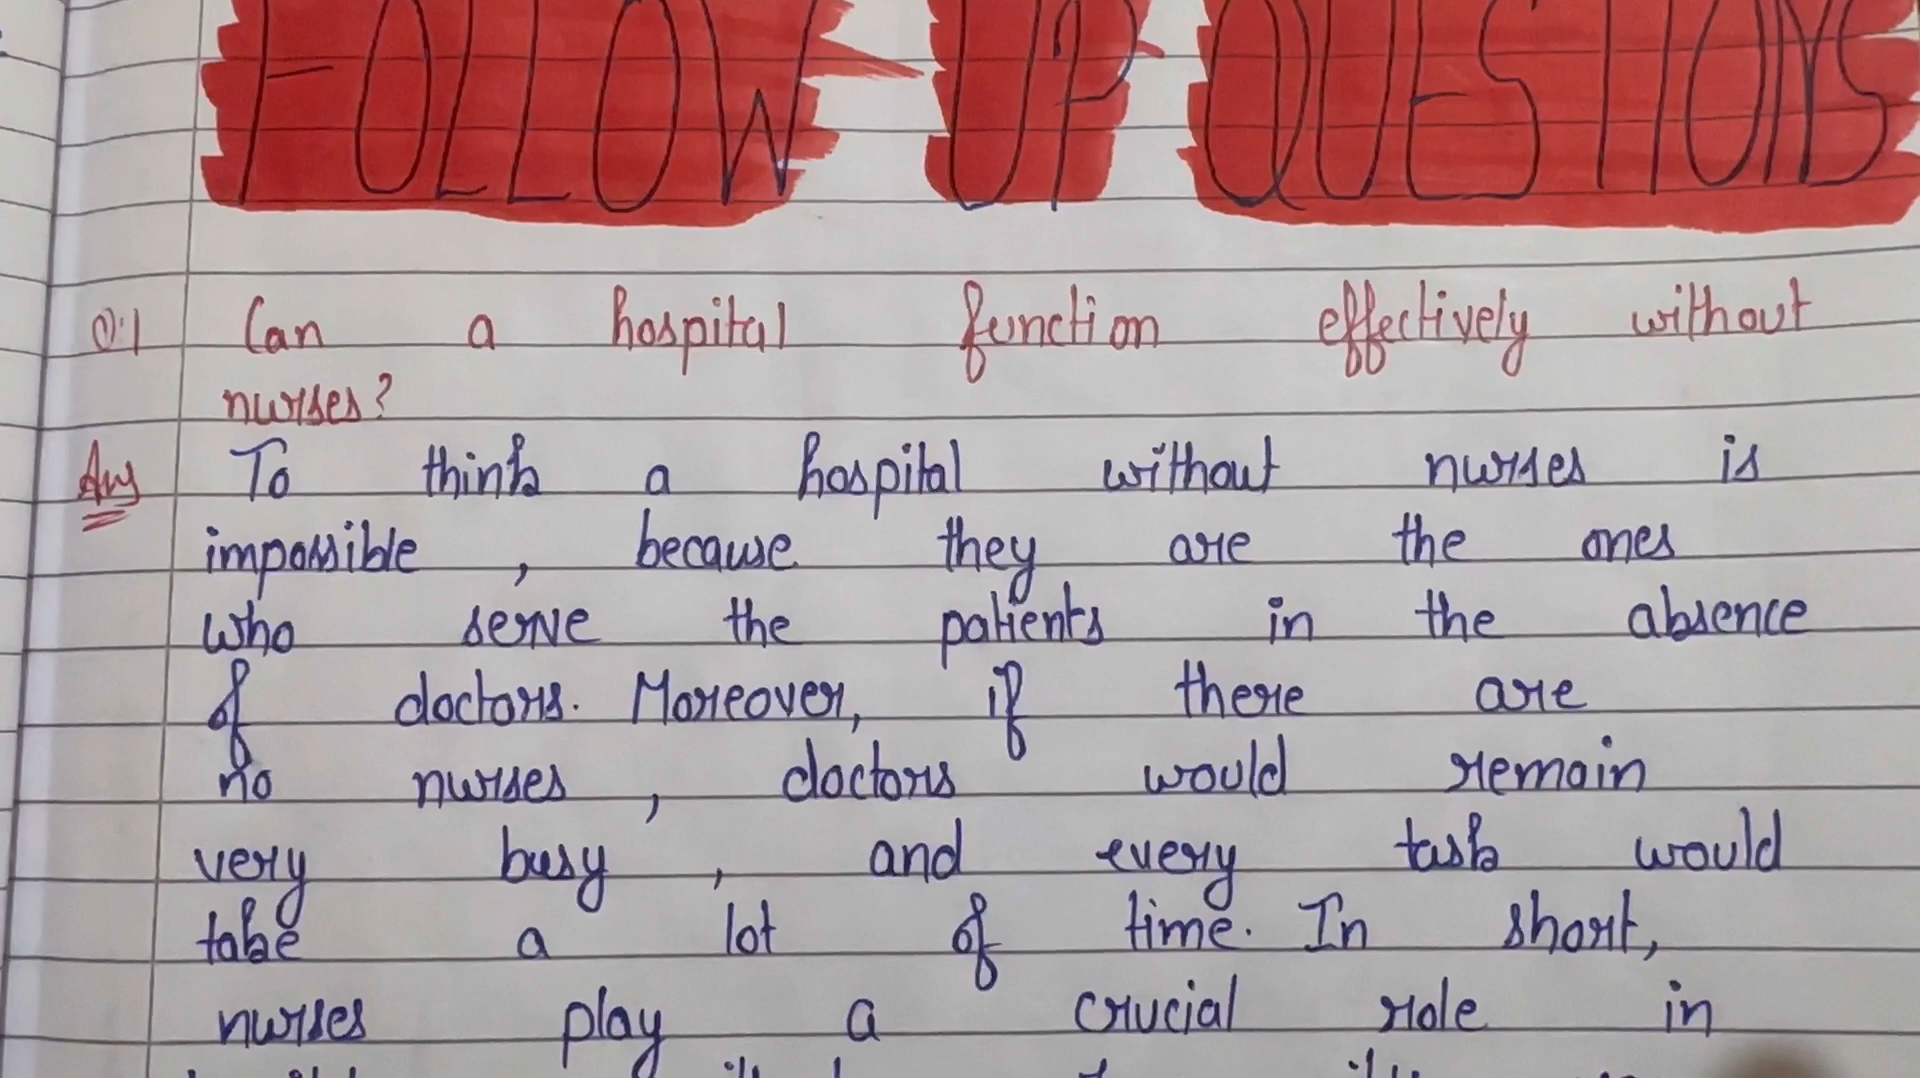 FOLLOW UP QUESTIONS
Q.1 Can a hospital function effectively without
nurses?
Ans To think a hospital without nurses is
impossible , because they are the ones
who serve the patients in the absence
of doctors. Moreover, if there are
no nurses , doctors would remain
very busy , and every task would
take a lot of time. In short,
nurses play a crucial role in